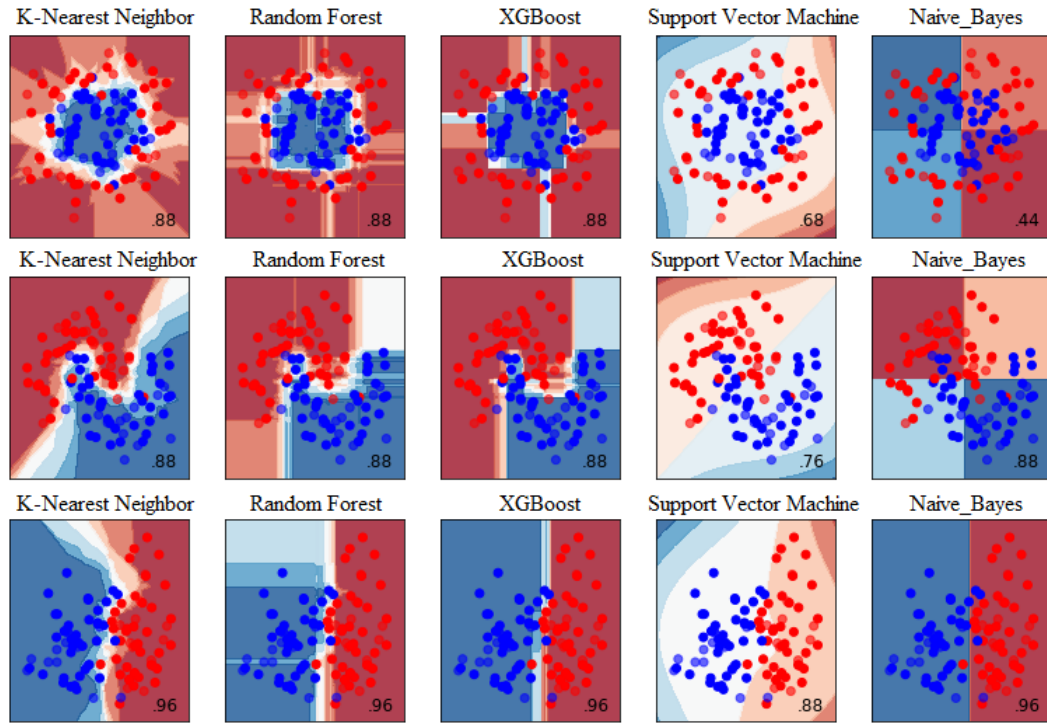 K-Nearest Neighbor Random Forest XGBoost Support Vector Machine Naive_Bayes
.88 .88 .88 .68 .44
K-Nearest Neighbor Random Forest XGBoost Support Vector Machine Naive_Bayes
.88 .88 .88 .76 .88
K-Nearest Neighbor Random Forest XGBoost Support Vector Machine Naive_Bayes
.96 .96 .96 .88 .96